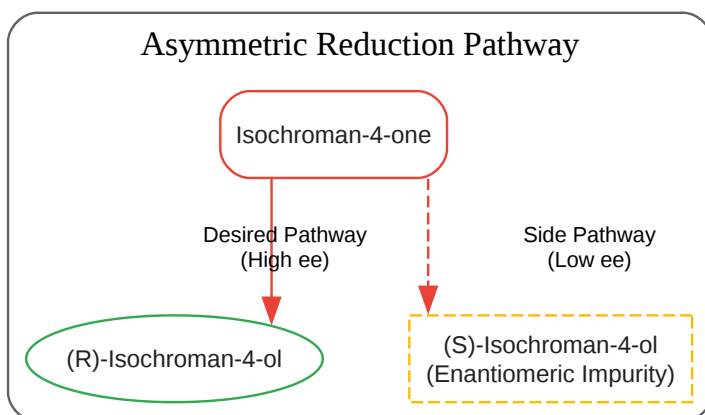 Asymmetric Reduction Pathway
Isochroman-4-one
Desired Pathway
(High ee)
Side Pathway
(Low ee)
(R)-Isochroman-4-ol
(S)-Isochroman-4-ol
(Enantiomeric Impurity)